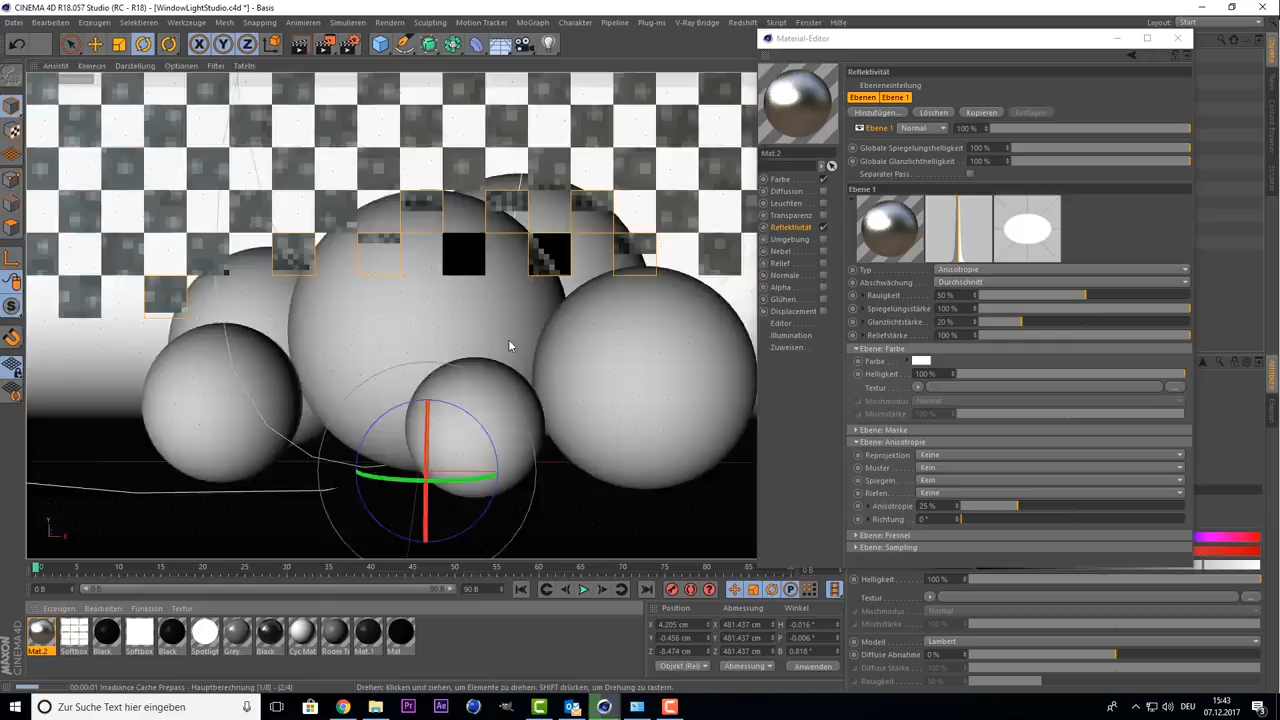 CINEMA 4D R18.057 Studio (RC - R18) - [WindowLightStudio.c4d *] - Basis
Datei Bearbeiten Erzeugen Selektieren Werkzeuge Mesh Snapping Animieren Simulieren Rendern Sculpting Motion Tracker MoGraph Charakter Pipeline Plug-ins V-Ray Bridge Redshift Skript Fenster Hilfe Layout: Start
Ansicht Kameras Darstellung Optionen Filter Tafeln
Material-Editor
Reflektivität
Ebeneneinteilung
Ebenen Ebene 1
Hinzufügen... Löschen Kopieren Einfügen
Ebene 1 Normal 100 %
Globale Spiegelungshelligkeit 100 %
Globale Glanzlichthelligkeit . . 100 %
Separater Pass
Mat.2
Farbe
Diffusion
Leuchten
Transparenz
Reflektivität
Umgebung
Nebel
Relief
Normale
Alpha
Glühen
Displacement
Editor
Illumination
Zuweisen
Ebene 1
Typ Anisotropie
Abschwächung Durchschnitt
Rauigkeit 50 %
Spiegelungsstärke 100 %
Glanzlichtstärke 20 %
Reliefstärke 100 %
Ebene: Farbe
Farbe
Helligkeit 100 %
Textur
Mischmodus Normal
Mischstärke 100 %
Ebene: Maske
Ebene: Anisotropie
Reprojektion Keine
Muster Kein
Spiegeln Kein
Riefen Keine
Anisotropie 25 %
Richtung 0 °
Ebene: Fresnel
Ebene: Sampling
Y
X
0 5 10 15 20 25 30 35 40 45 50 55 60 65 70 75 80 85 0 B
0 B 0 B 90 B 90 B
Erzeugen Bearbeiten Funktion Textur
Mat.2 Softbox Black Softbox Spotligl Grey Black Cyc Mat Room T Mat.1 Mat
Position Abmessung Winkel
X 4.205 cm X 481.437 cm H -0.016 °
Y -0.456 cm Y 481.437 cm P -0.006 °
Z -8.474 cm Z 481.437 cm B 0.818 °
Objekt (Rel) Abmessung Anwenden
Helligkeit 100 %
Textur
Mischmodus Normal
Mischstärke 100 %
Modell Lambert
Diffuse Abnahme 0 %
Diffuse Stärke 100 %
Rauigkeit 50 %
Objekte
Attribute
MAXON CINEMA 4D
00:00:01 Irradiance Cache Prepass - Hauptberechnung [1/8] - (2/4) Drehen: Klicken und ziehen, um Elemente zu drehen. SHIFT drücken, um Drehung zu rastern.
Zur Suche Text hier eingeben
DEU
15:43
07.12.2017